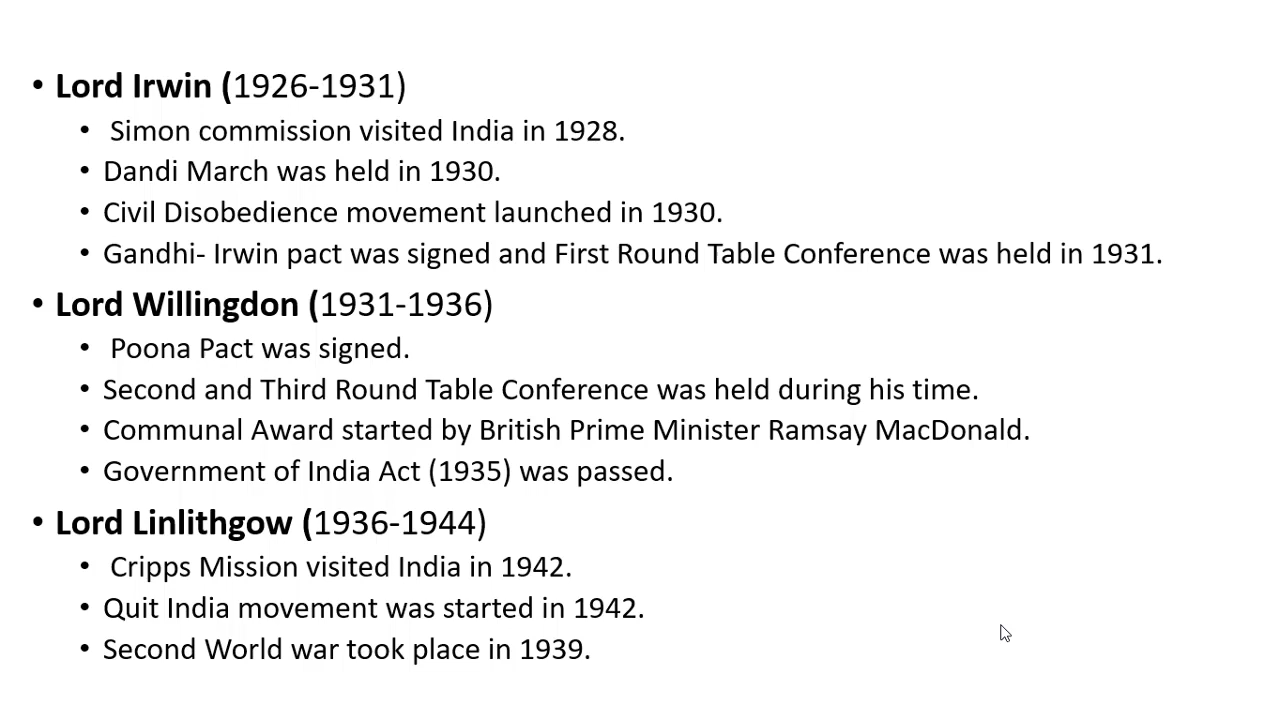 • Lord Irwin (1926-1931)
• Simon commission visited India in 1928.
• Dandi March was held in 1930.
• Civil Disobedience movement launched in 1930.
• Gandhi- Irwin pact was signed and First Round Table Conference was held in 1931.
• Lord Willingdon (1931-1936)
• Poona Pact was signed.
• Second and Third Round Table Conference was held during his time.
• Communal Award started by British Prime Minister Ramsay MacDonald.
• Government of India Act (1935) was passed.
• Lord Linlithgow (1936-1944)
• Cripps Mission visited India in 1942.
• Quit India movement was started in 1942.
• Second World war took place in 1939.